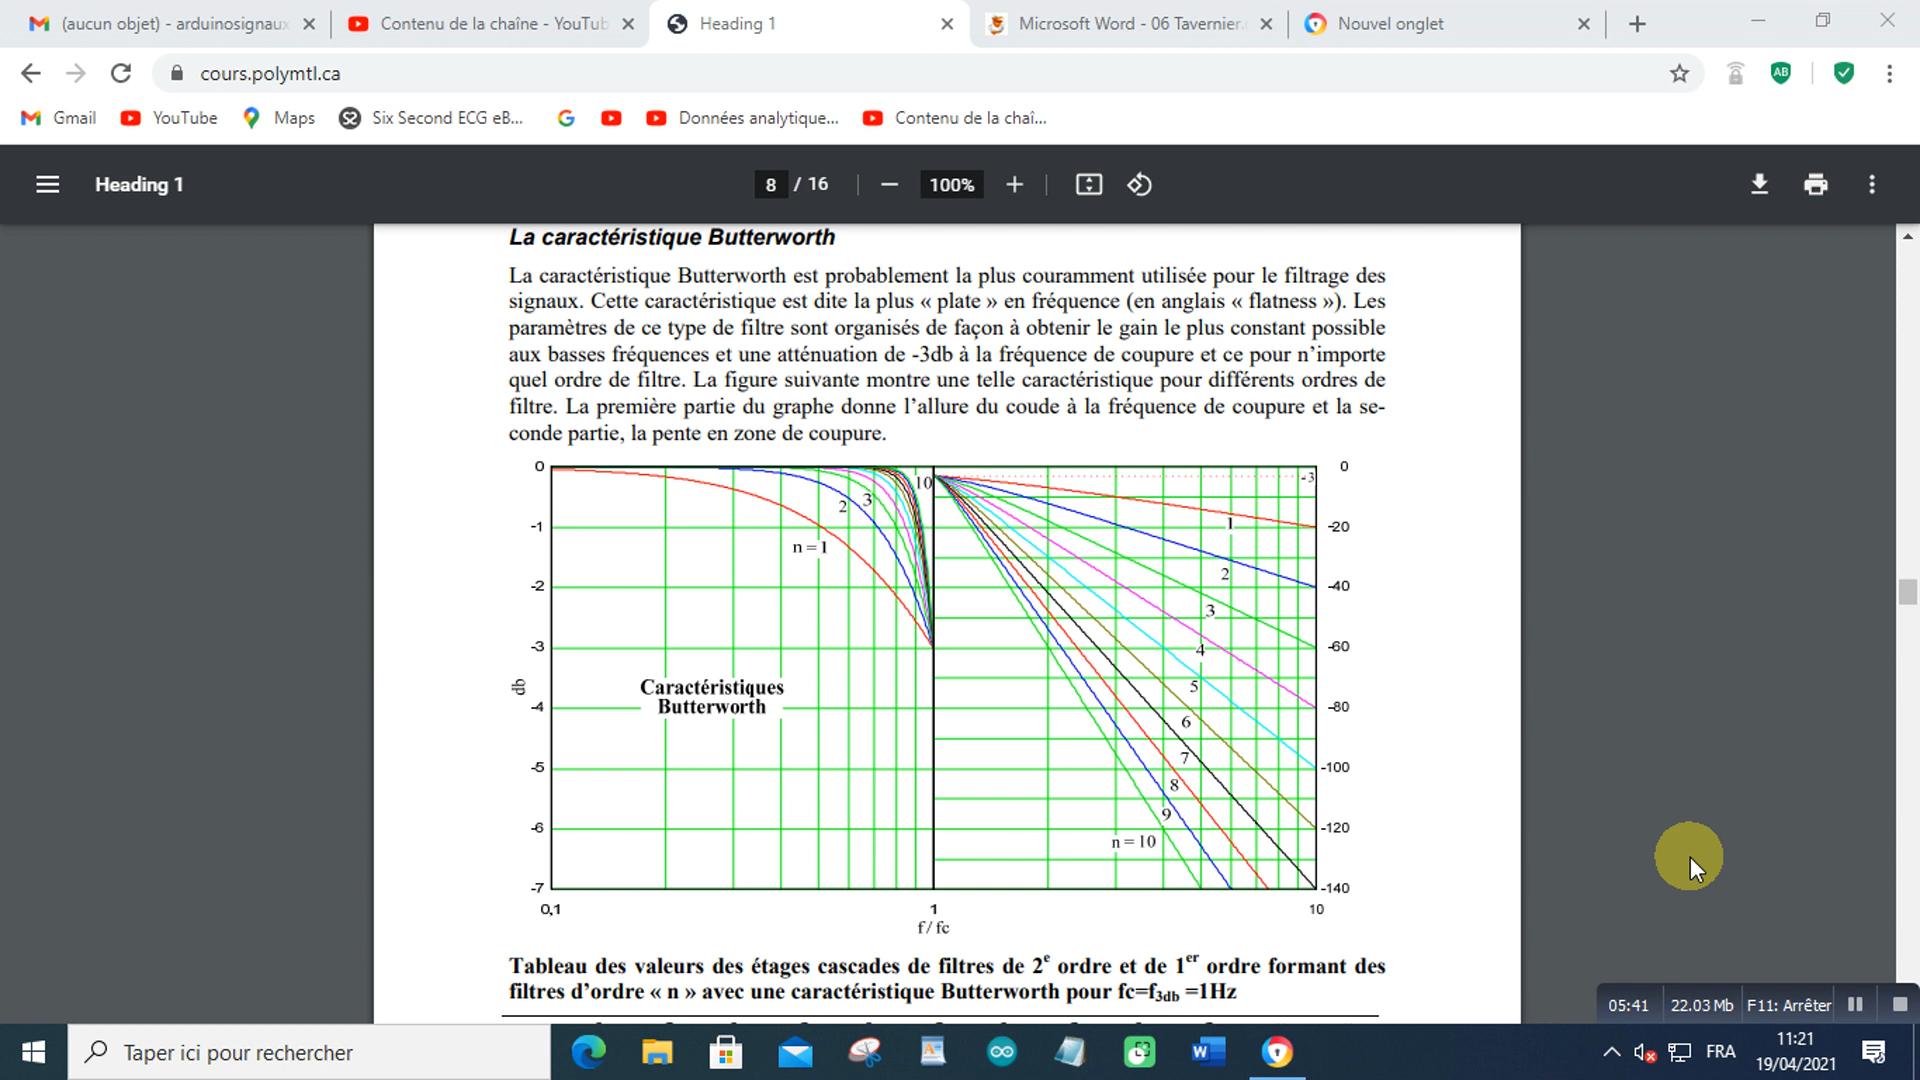 (aucun objet) - arduinosignaux
Contenu de la chaîne - YouTub
Heading 1
Microsoft Word - 06 Tavernier.
Nouvel onglet
cours.polymtl.ca
AB
Gmail
YouTube
Maps
Six Second ECG eB...
Données analytique...
Contenu de la chaî...
Heading 1
8 / 16
100%
La caractéristique Butterworth
La caractéristique Butterworth est probablement la plus couramment utilisée pour le filtrage des
signaux. Cette caractéristique est dite la plus « plate » en fréquence (en anglais « flatness »). Les
paramètres de ce type de filtre sont organisés de façon à obtenir le gain le plus constant possible
aux basses fréquences et une atténuation de -3db à la fréquence de coupure et ce pour n'importe
quel ordre de filtre. La figure suivante montre une telle caractéristique pour différents ordres de
filtre. La première partie du graphe donne l'allure du coude à la fréquence de coupure et la se-
conde partie, la pente en zone de coupure.
0
-1
-2
-3
-4
-5
-6
-7
db
n = 1
2
3
10
Caractéristiques
Butterworth
-3
1
2
3
4
5
6
7
8
9
n = 10
0
-20
-40
-60
-80
-100
-120
-140
0,1
1
10
f / fc
Tableau des valeurs des étages cascades de filtres de 2e ordre et de 1er ordre formant des
filtres d'ordre « n » avec une caractéristique Butterworth pour fc=f3db =1Hz
05:41
22.03 Mb
F11: Arrêter
Taper ici pour rechercher
FRA
11:21
19/04/2021